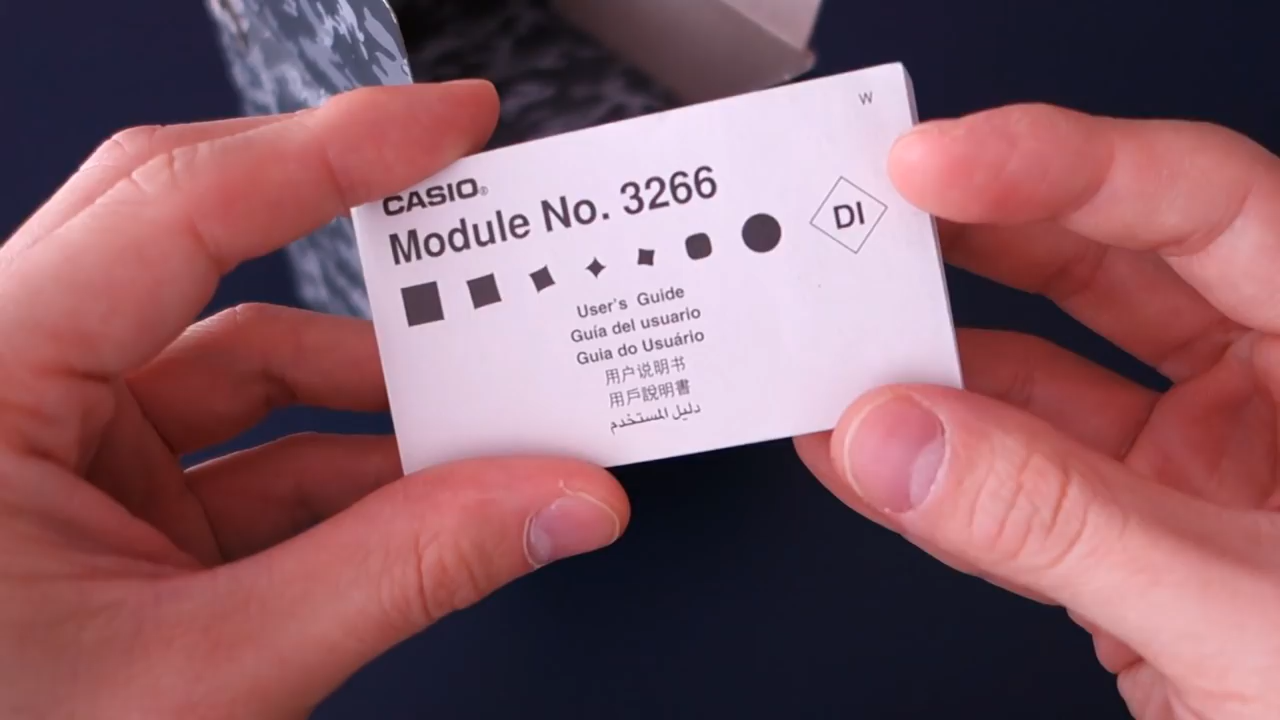 W
CASIO®
Module No. 3266
DI
User's Guide
Guía del usuario
Guia do Usuário
用户说明书
用戶說明書
دليل المستخدم